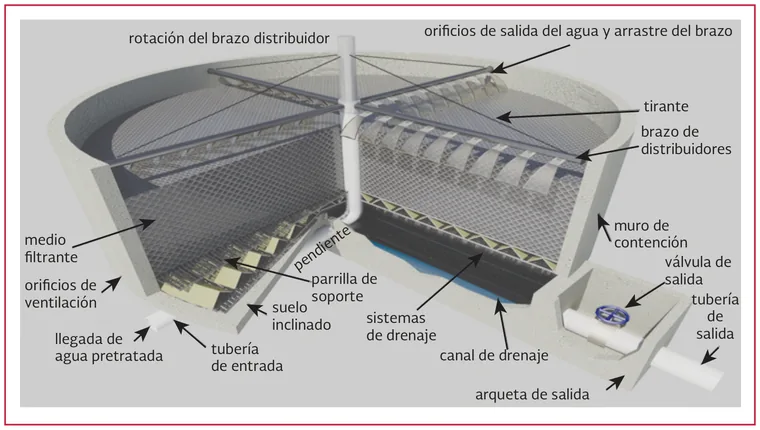 rotación del brazo distribuidor
orificios de salida del agua y arrastre del brazo
tirante
brazo de
distribuidores
medio
filtrante
muro de
contención
orificios de
ventilación
pendiente
parrilla de
soporte
válvula de
salida
suelo
inclinado
sistemas
de drenaje
tubería
de
salida
llegada de
agua pretratada
tubería
de entrada
canal de drenaje
arqueta de salida